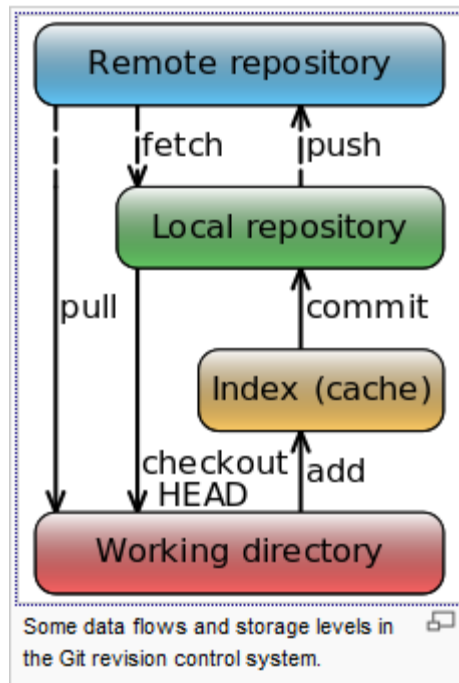 Remote repository
fetch
push
Local repository
pull
commit
Index (cache)
checkout
HEAD
add
Working directory
Some data flows and storage levels in
the Git revision control system.